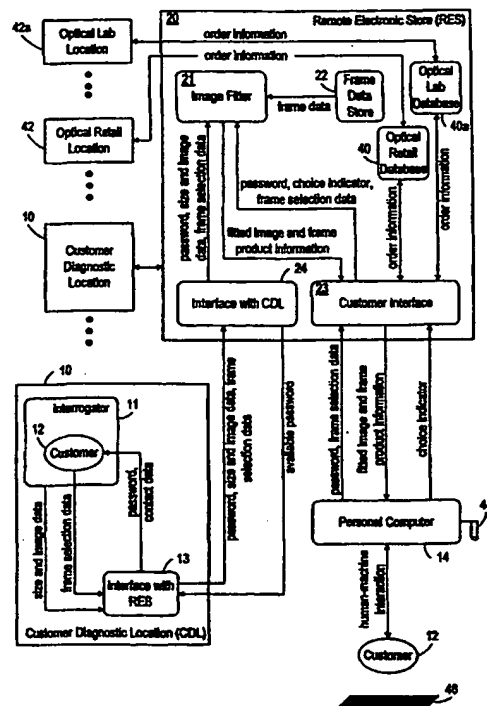 42a
Optical Lab
Location
42
Optical Retail
Location
10
Customer
Diagnostic
Location
20
Remote Electronic Store (RES)
order information
order information
21
Image Fitter
22
Frame
Data
Store
frame data
Optical
Lab
Database
40a
40
Optical Retail
Database
password, size and image
data, frame selection data
password, choice indicator,
frame selection data
fitted image and frame
product information
order information
order information
24
Interface with CDL
23
Customer Interface
10
Interrogator
11
12
Customer
size and image data
frame selection data
password,
contact data
13
Interface with
RES
Customer Diagnostic Location (CDL)
password, size and image data, frame
selection data
available password
password, frame selection data
fitted image and frame
product information
choice indicator
Personal Computer
14
human-machine
interaction
Customer
12
46